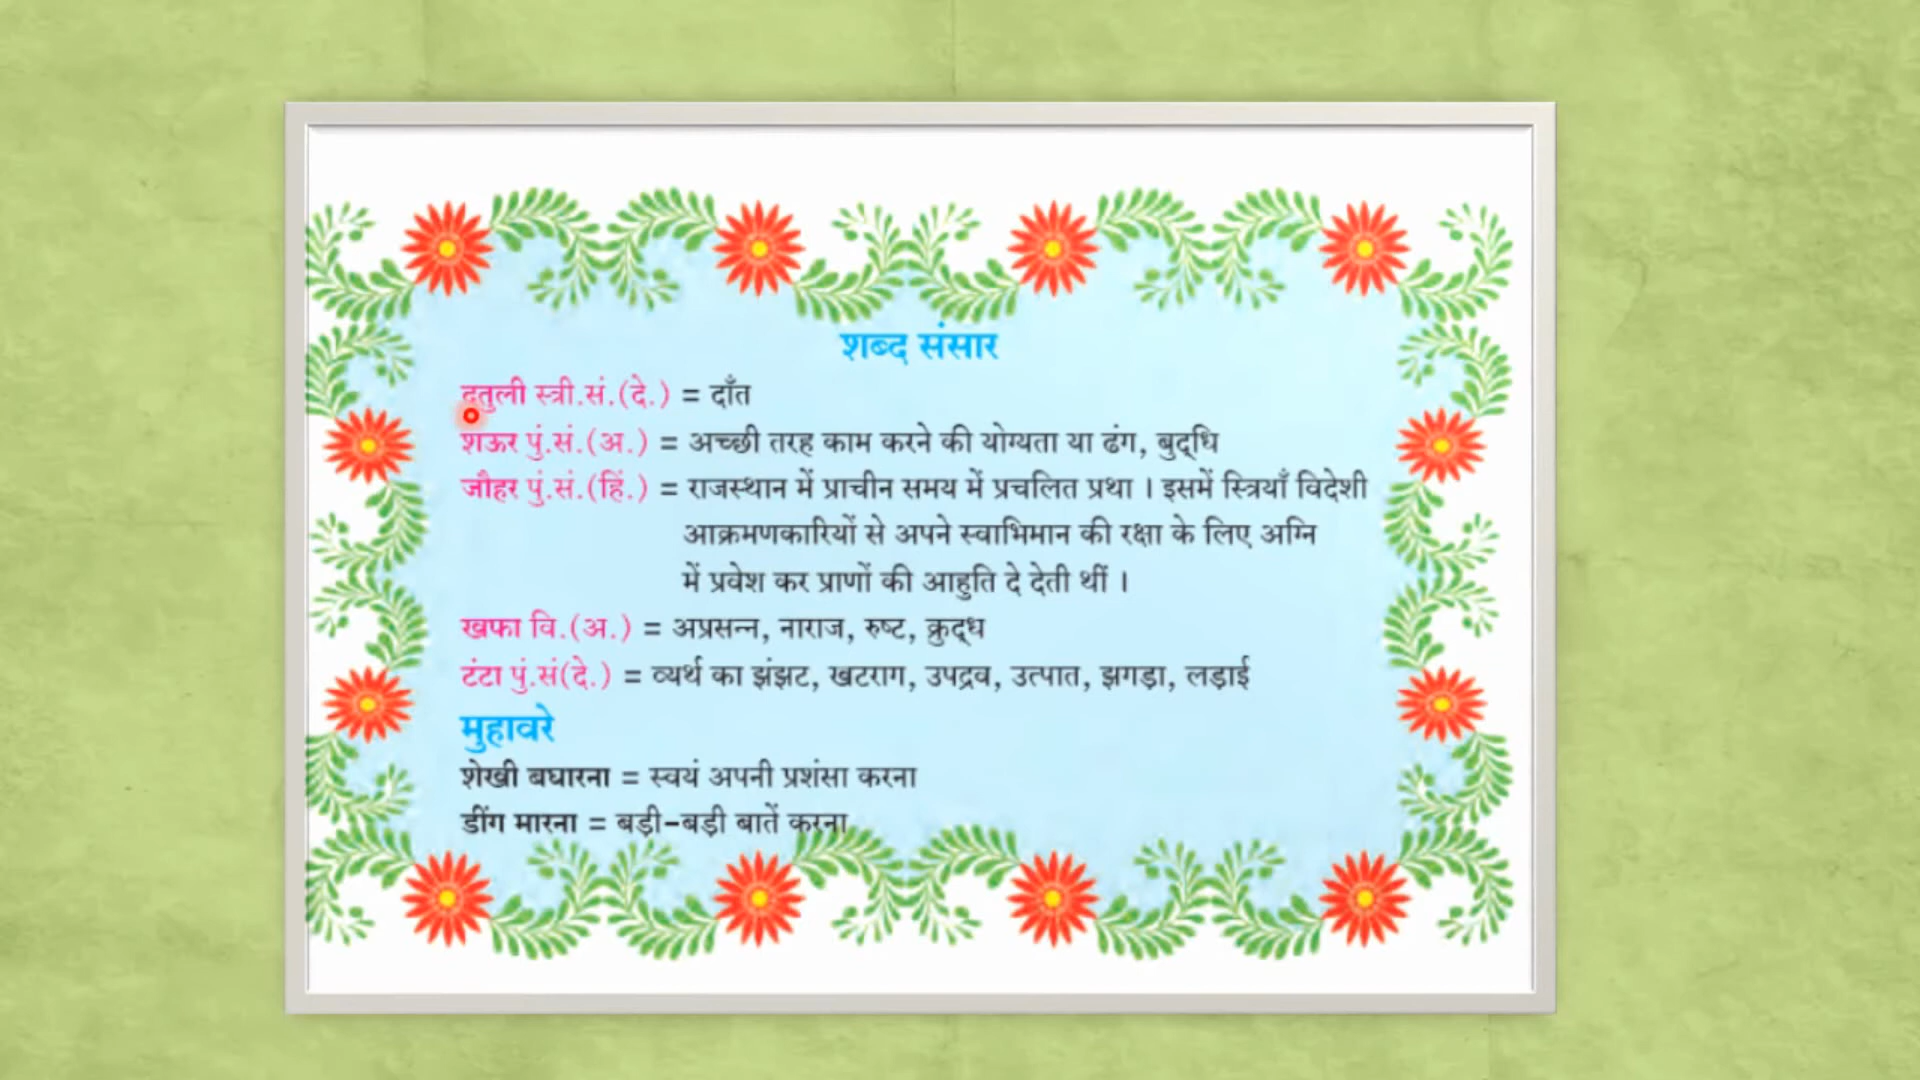 शब्द संसार
दतुली स्त्री.सं.(दे.) = दाँत
शऊर पुं.सं.(अ.) = अच्छी तरह काम करने की योग्यता या ढंग, बुद्‌धि
जौहर पुं.सं.(हिं.) = राजस्थान में प्राचीन समय में प्रचलित प्रथा । इसमें स्त्रियाँ विदेशी
आक्रमणकारियों से अपने स्वाभिमान की रक्षा के लिए अग्नि
में प्रवेश कर प्राणों की आहुति दे देती थीं ।
खफा वि.(अ.) = अप्रसन्न, नाराज, रुष्ट, क्रुद्‌ध
टंटा पुं.सं(दे.) = व्यर्थ का झंझट, खटराग, उपद्रव, उत्पात, झगड़ा, लड़ाई
मुहावरे
शेखी बघारना = स्वयं अपनी प्रशंसा करना
डींग मारना = बड़ी-बड़ी बातें करना